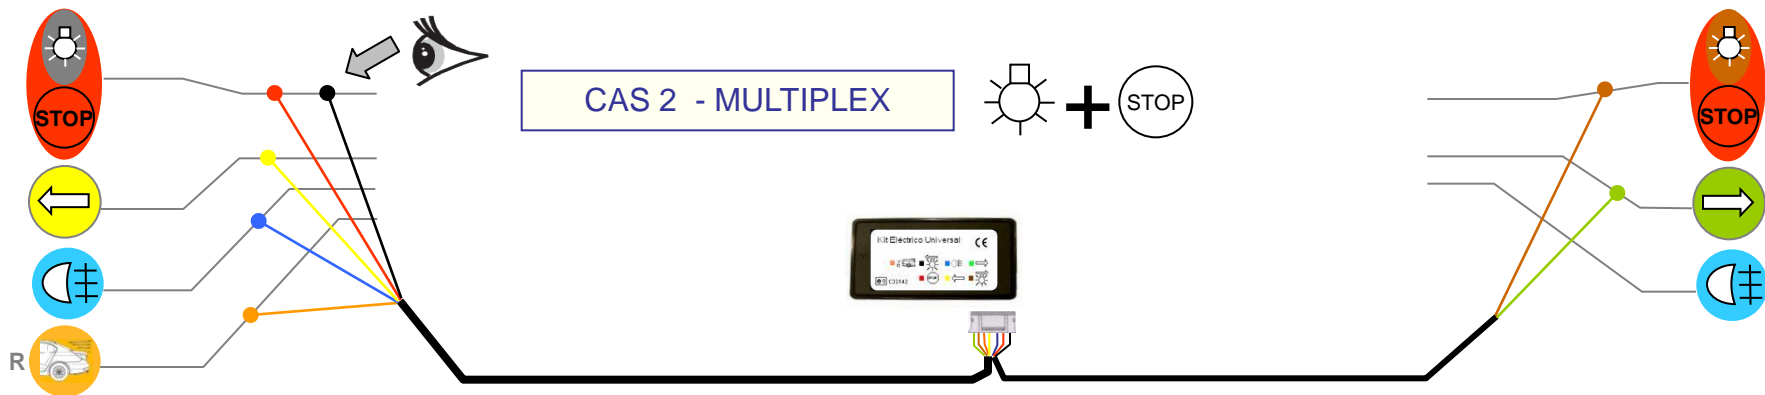 STOP
CAS 2 - MULTIPLEX
STOP
STOP
Kit Electrico Universal CE
R